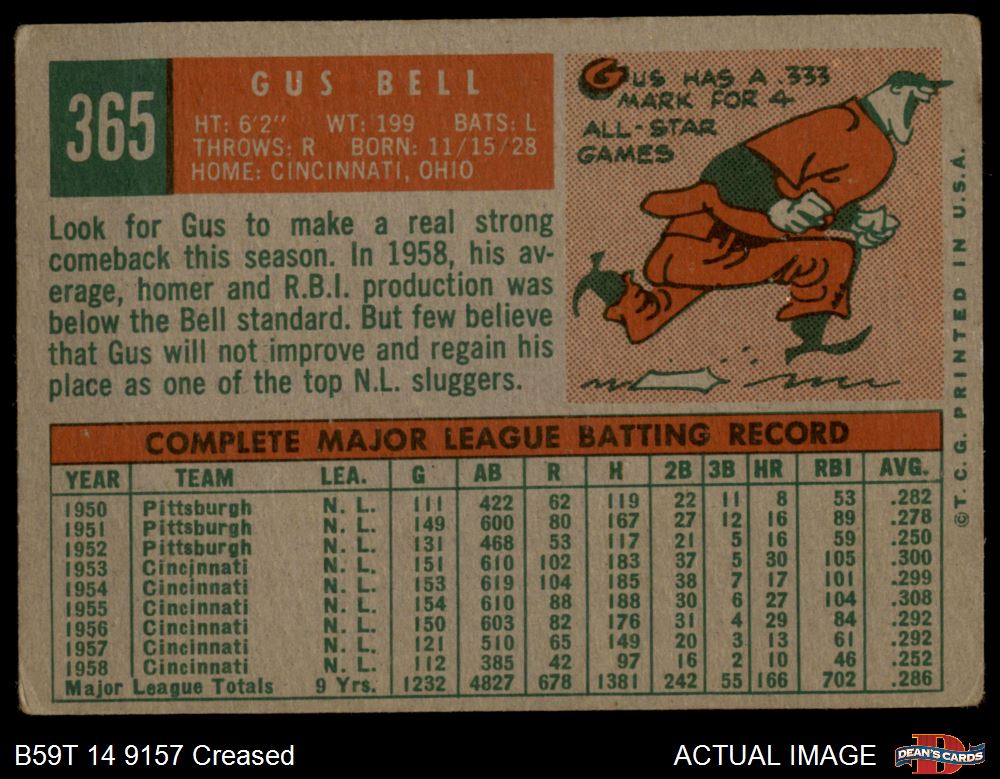 365
GUS BELL
HT: 6'2" WT: 199 BATS: L
THROWS: R BORN: 11/15/28
HOME: CINCINNATI, OHIO
GUS HAS A .333
MARK FOR 4
ALL-STAR
GAMES
Look for Gus to make a real strong
comeback this season. In 1958, his av-
erage, homer and R.B.I. production was
below the Bell standard. But few believe
that Gus will not improve and regain his
place as one of the top N.L. sluggers.
COMPLETE MAJOR LEAGUE BATTING RECORD
YEAR TEAM LEA. G AB R H 2B 3B HR RBI AVG.
1950 Pittsburgh N. L. 111 422 62 119 22 11 8 53 .282
1951 Pittsburgh N. L. 149 600 80 167 27 12 16 89 .278
1952 Pittsburgh N. L. 131 468 53 117 21 5 16 59 .250
1953 Cincinnati N. L. 151 610 102 183 37 5 30 105 .300
1954 Cincinnati N. L. 153 619 104 185 38 7 17 101 .299
1955 Cincinnati N. L. 154 610 88 188 30 6 27 104 .308
1956 Cincinnati N. L. 150 603 82 176 31 4 29 84 .292
1957 Cincinnati N. L. 121 510 65 149 20 3 13 61 .292
1958 Cincinnati N. L. 112 385 42 97 16 2 10 46 .252
Major League Totals 9 Yrs. 1232 4827 678 1381 242 55 166 702 .286
©T. C. G. PRINTED IN U.S.A.
B59T 14 9157 Creased
ACTUAL IMAGE
D
DEAN'S CARDS